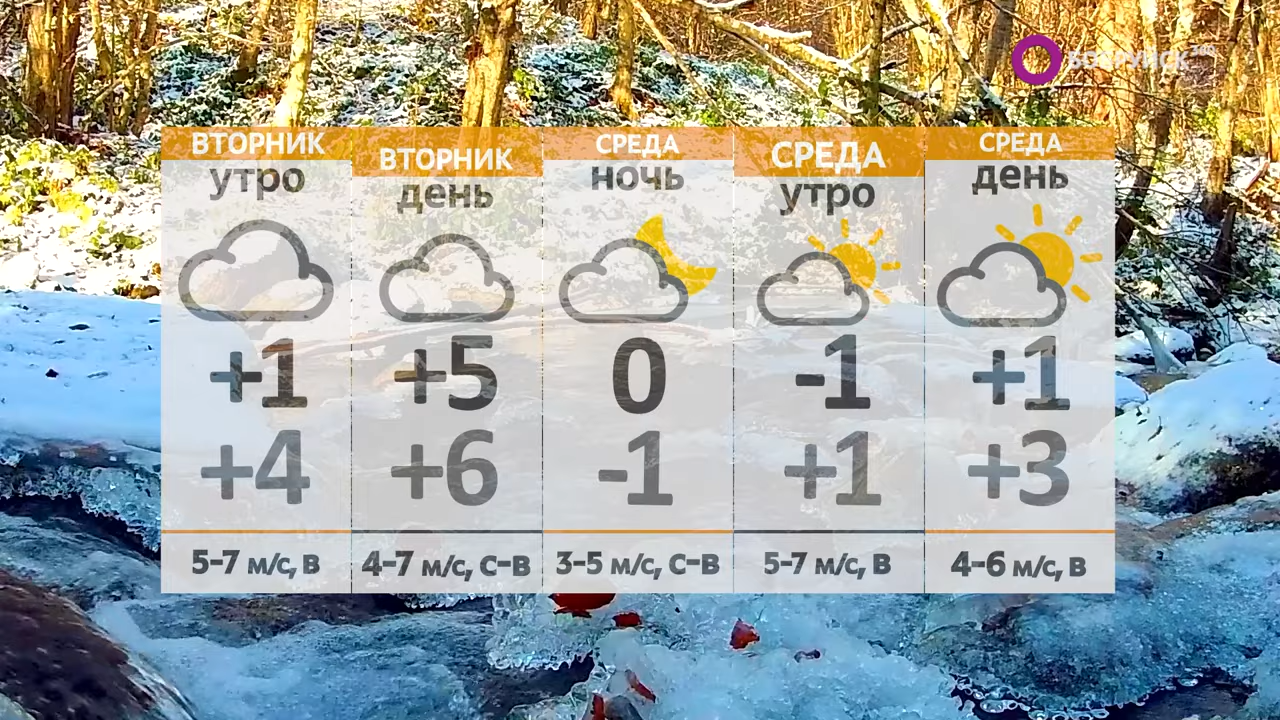 БОБРУЙСК 360
ВТОРНИК
утро
+1
+4
5-7 м/с, В
ВТОРНИК
день
+5
+6
4-7 м/с, С-В
СРЕДА
ночь
0
-1
3-5 м/с, С-В
СРЕДА
утро
-1
+1
5-7 м/с, В
СРЕДА
день
+1
+3
4-6 м/с, В